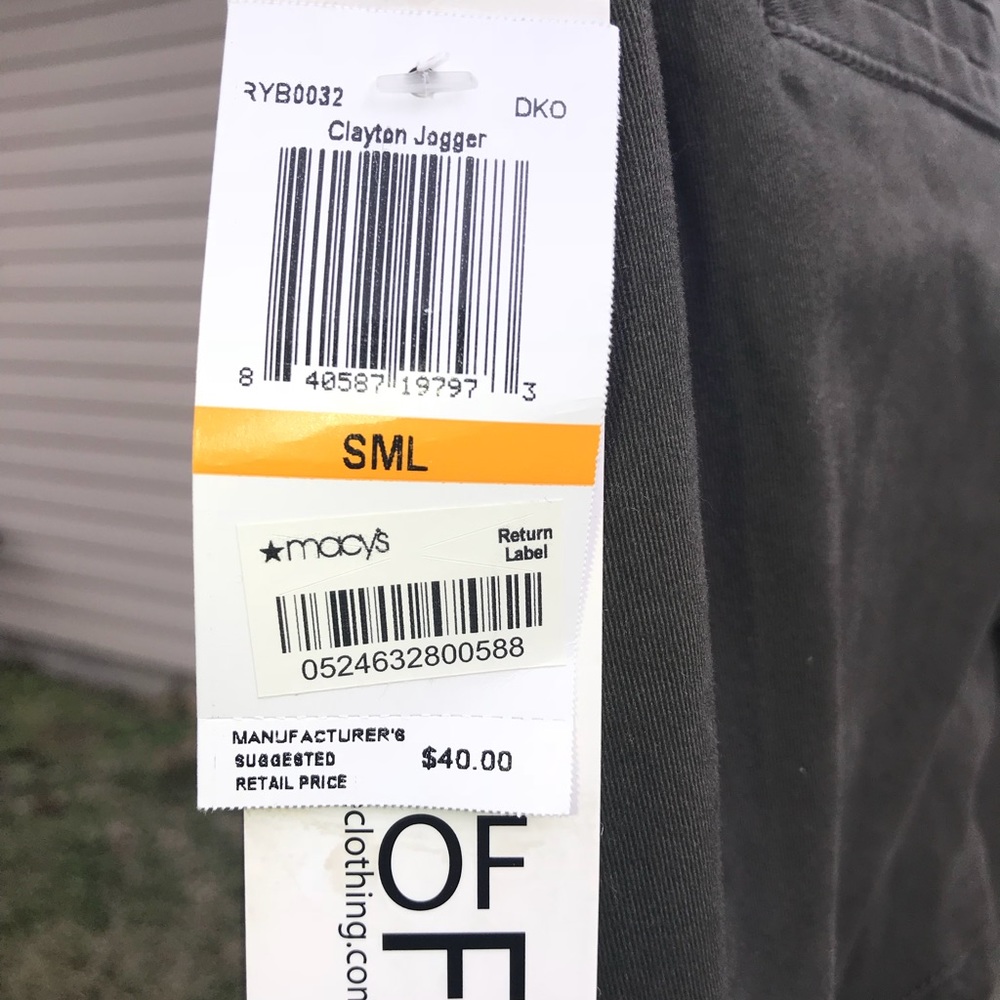 RYB0032
DKO
Clayton Jogger
8 40587 19797 3
SML
★macy's
Return
Label
0524632800588
MANUFACTURER'S
SUGGESTED $40.00
RETAIL PRICE
OF
clothing.com